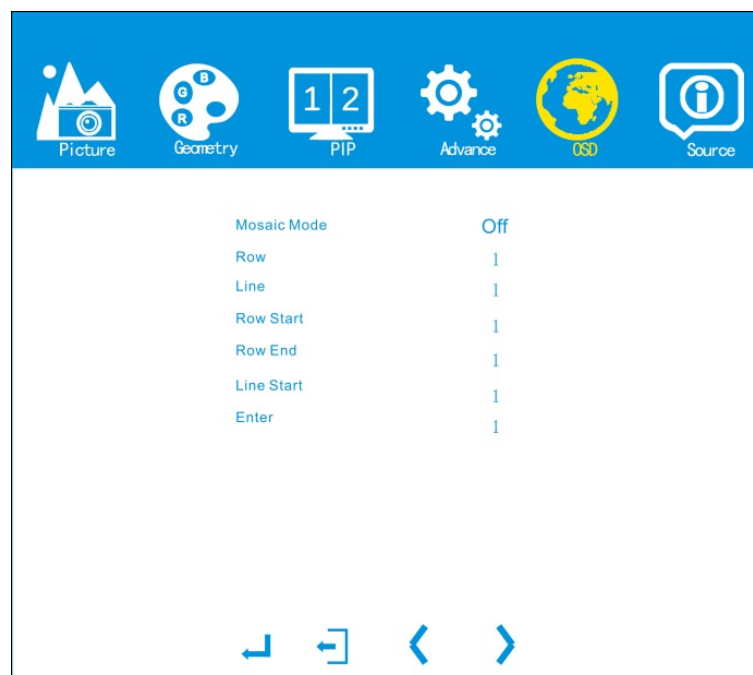 B
G
R
1 2
Picture Geometry PIP Advance OSD Source
Mosaic Mode Off
Row 1
Line 1
Row Start 1
Row End 1
Line Start 1
Enter 1